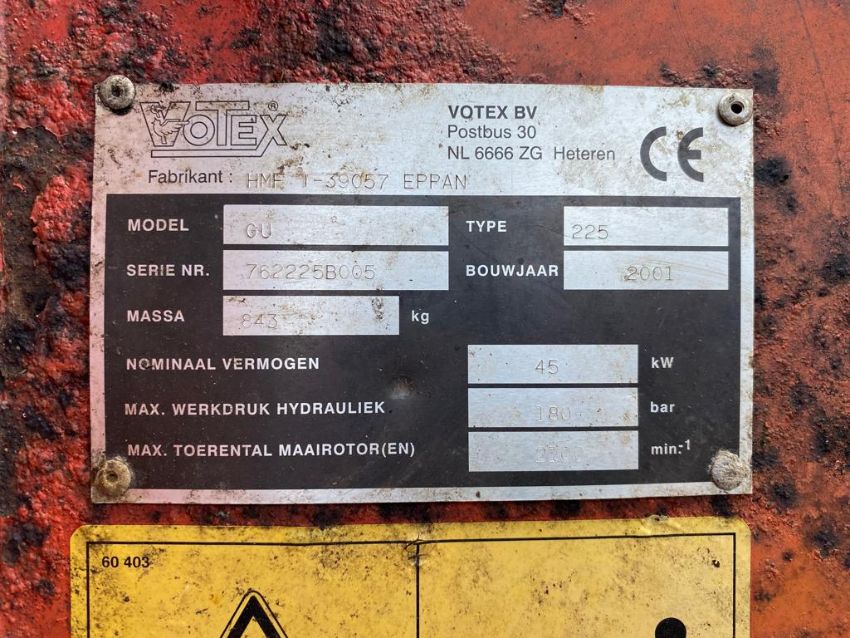 VOTEX®
VOTEX BV
Postbus 30
NL 6666 ZG Heteren
CE
Fabrikant : HMF I-39057 EPPAN
MODEL GU TYPE 225
SERIE NR. 762225B005 BOUWJAAR 2001
MASSA 843 kg
NOMINAAL VERMOGEN 45 kW
MAX. WERKDRUK HYDRAULIEK 180 bar
MAX. TOERENTAL MAAIROTOR(EN) min.-1
60 403